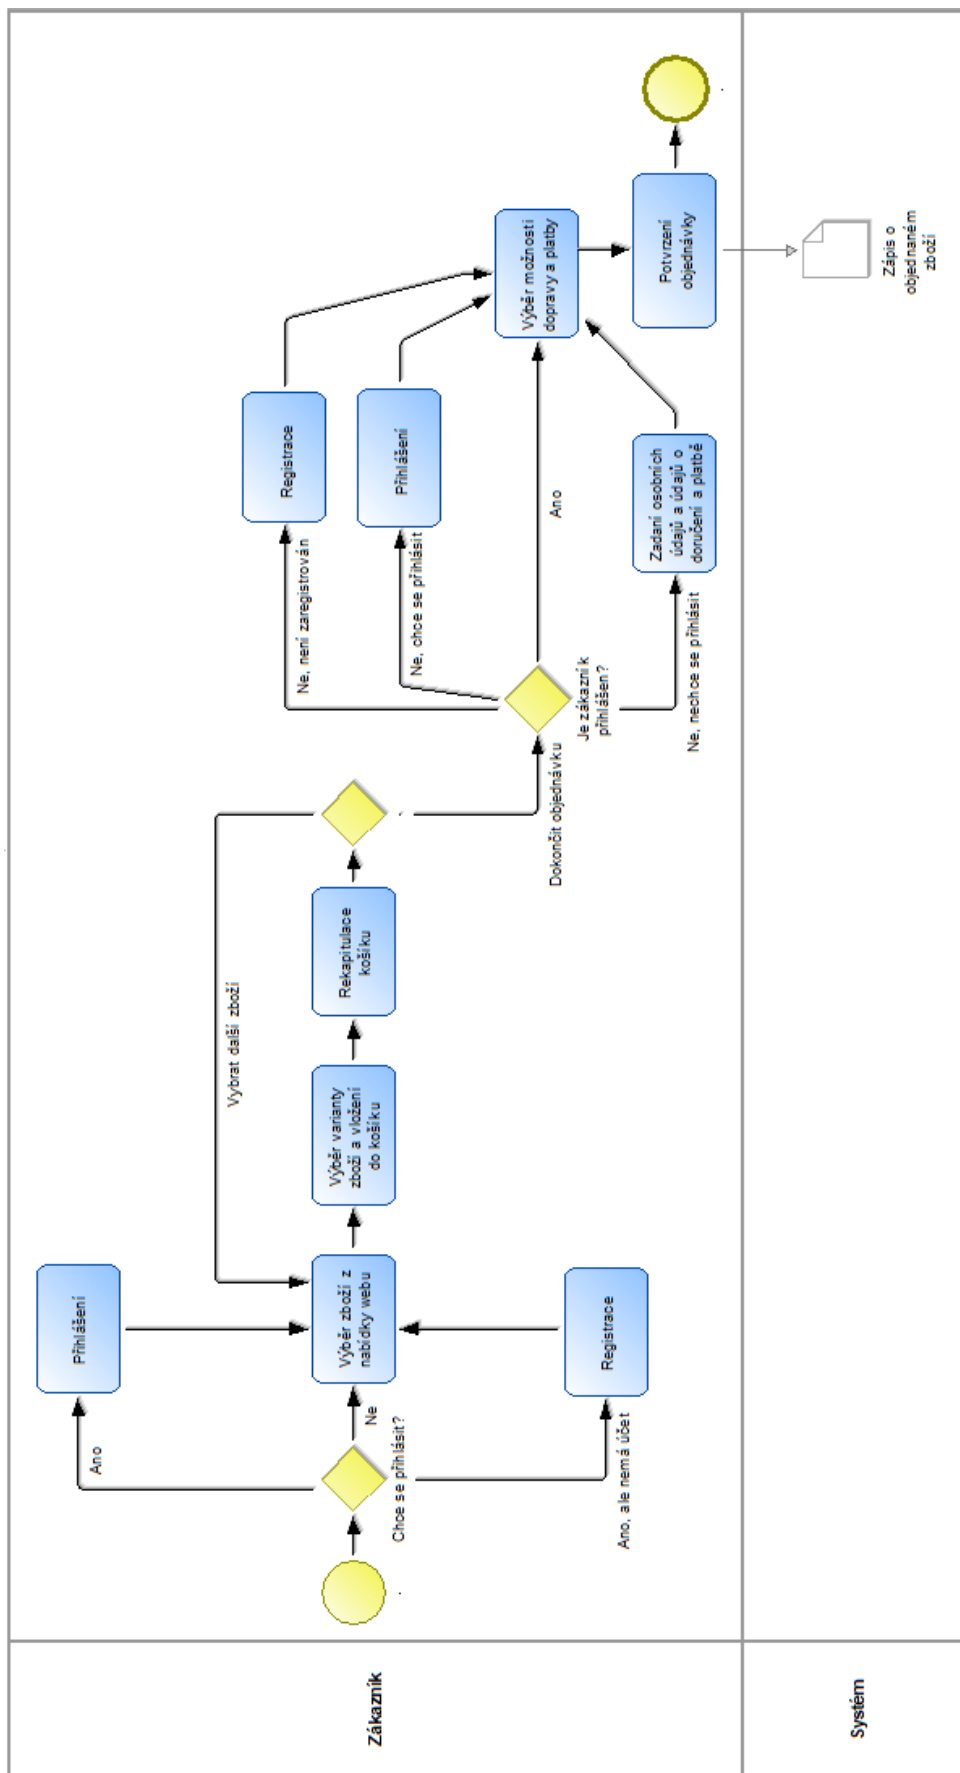 Zákazník
Chce se přihlásit?
Ano
Přihlášení
Ne
Ano, ale nemá účet
Registrace
Výběr zboží z
nabídky webu
Výběr varianty
zboží a vložení
do košíku
Rekapitulace
košíku
Vybrat další zboží
Dokončit objednávku
Je zákazník
přihlášen?
Ne, není zaregistrován
Registrace
Ne, chce se přihlásit
Přihlášení
Ano
Ne, nechce se přihlásit
Zadaní osobních
údajů a údajů o
doručení a platbě
Výběr možnosti
dopravy a platby
Potvrzení
objednávky
Systém
Zápis o
objednaném
zboží